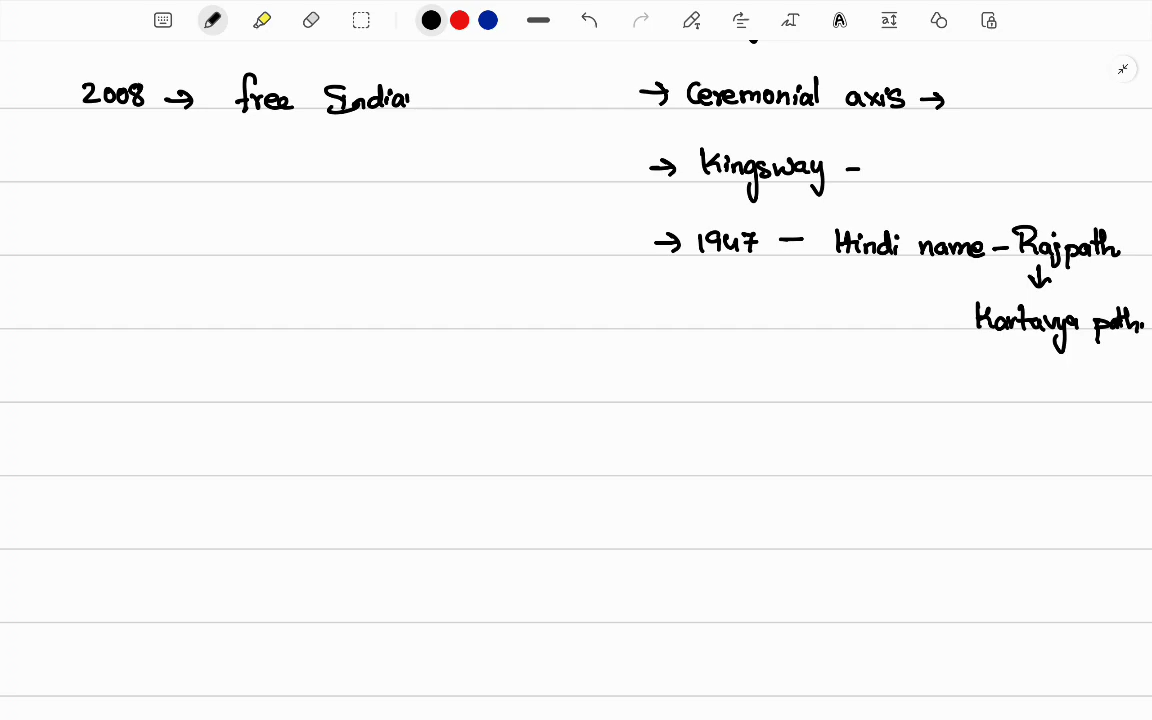 2008 → free India
→ Ceremonial axis →
→ Kingsway -
→ 1947 - Hindi name - Rajpath
↓
Kartavya path.